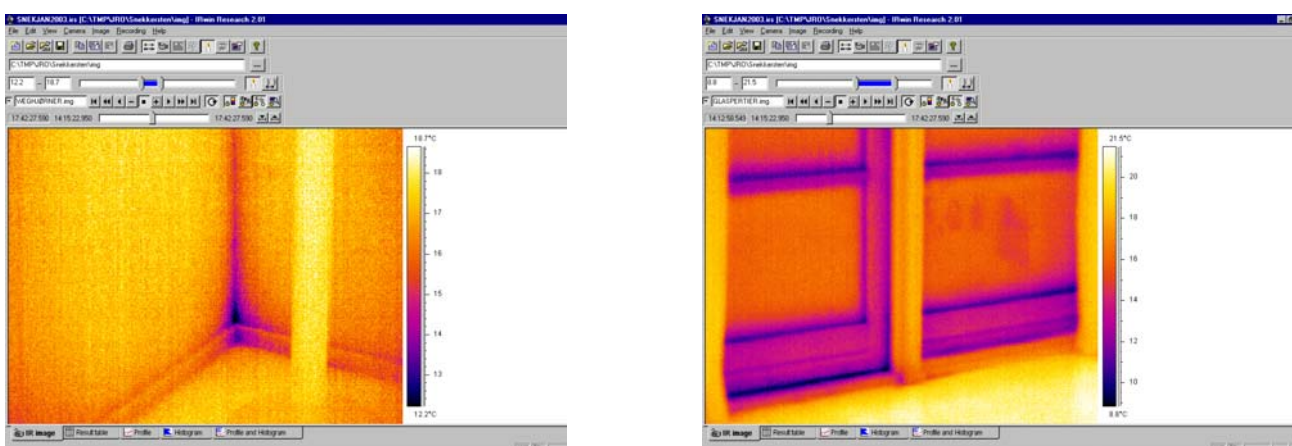 SNEKJAN2003.irs [C:\TMP\JRO\Snekkersten\img] - IRwin Research 2.01
File Edit View Camera Image Recording Help
C:\TMP\JRO\Snekkersten\img
12.2 - 18.7
17:42:27:590 14:15:22:950 17:42:27:590
18.7°C
18
17
16
15
14
13
12.2°C
IR image Result table Profile Histogram Profile and Histogram
SNEKJAN2003.irs [C:\TMP\JRO\Snekkersten\img] - IRwin Research 2.01
File Edit View Camera Image Recording Help
C:\TMP\JRO\Snekkersten\img
8.8 - 21.5
GLASPERTIER.img
14:12:58:540 14:15:22:950 17:42:27:590
21.5°C
20
18
16
14
12
10
8.8°C
IR image Result table Profile Histogram Profile and Histogram